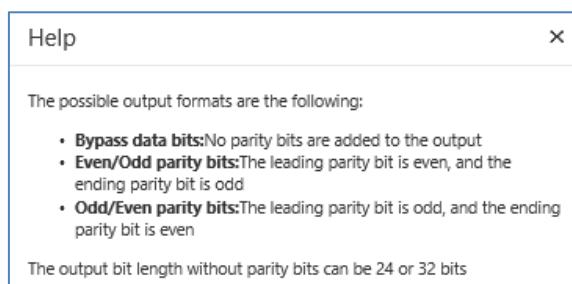 Help ×
The possible output formats are the following:
• Bypass data bits:No parity bits are added to the output
• Even/Odd parity bits:The leading parity bit is even, and the
ending parity bit is odd
• Odd/Even parity bits:The leading parity bit is odd, and the ending
parity bit is even
The output bit length without parity bits can be 24 or 32 bits